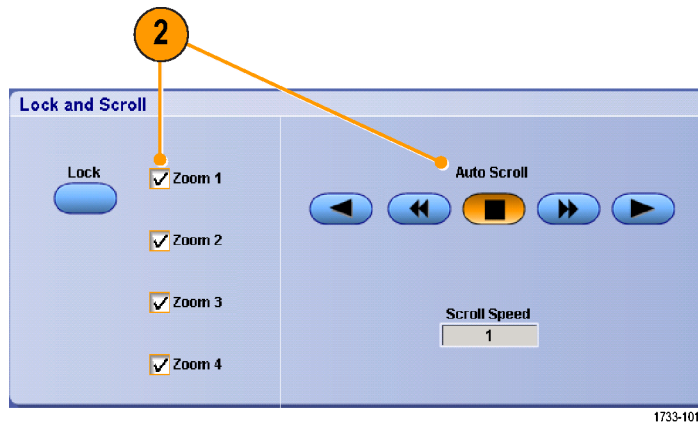 2
Lock and Scroll
Lock
Zoom 1
Zoom 2
Zoom 3
Zoom 4
Auto Scroll
Scroll Speed
1
1733-101